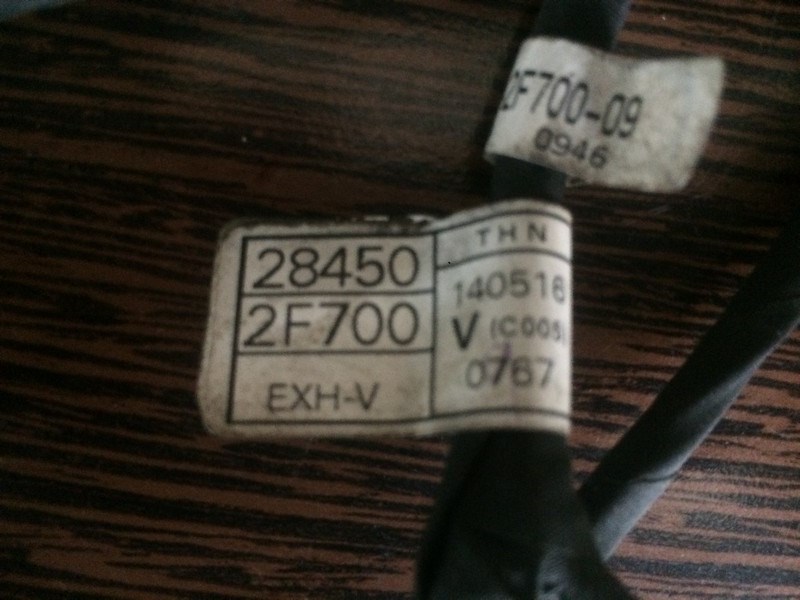 2F700-09
0946
28450
2F700
EXH-V
THN
140516
V (C005)
0767